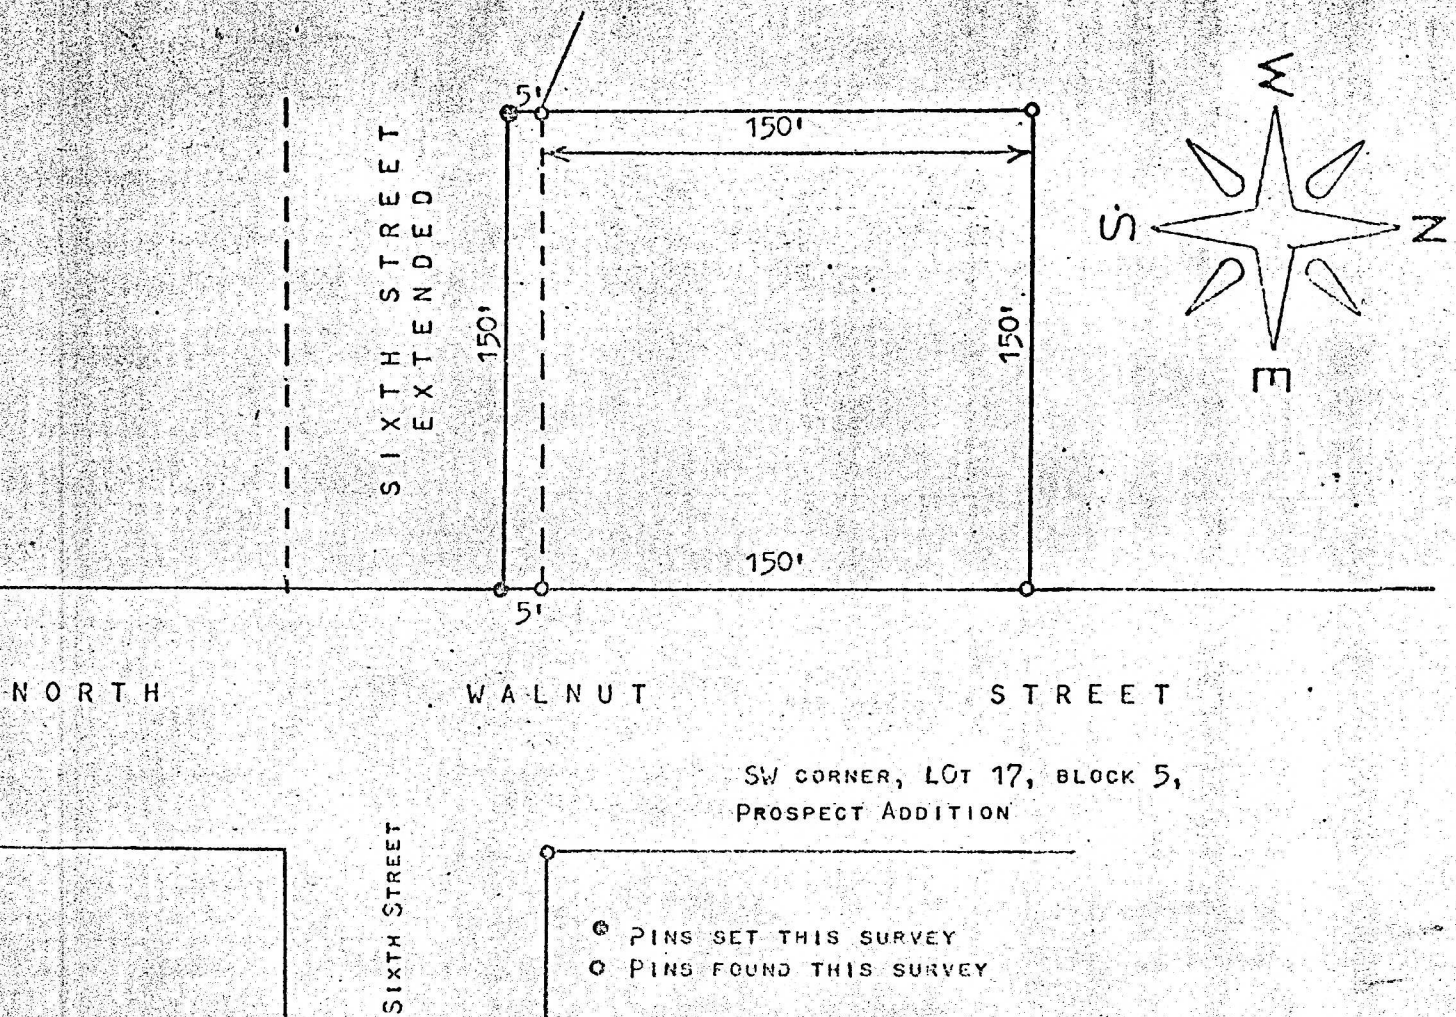 W
5'
150'
S
N
SIXTH STREET
EXTENDED
150'
150'
E
150'
5'
NORTH WALNUT STREET
SW CORNER, LOT 17, BLOCK 5,
PROSPECT ADDITION
SIXTH STREET
PINS SET THIS SURVEY
PINS FOUND THIS SURVEY